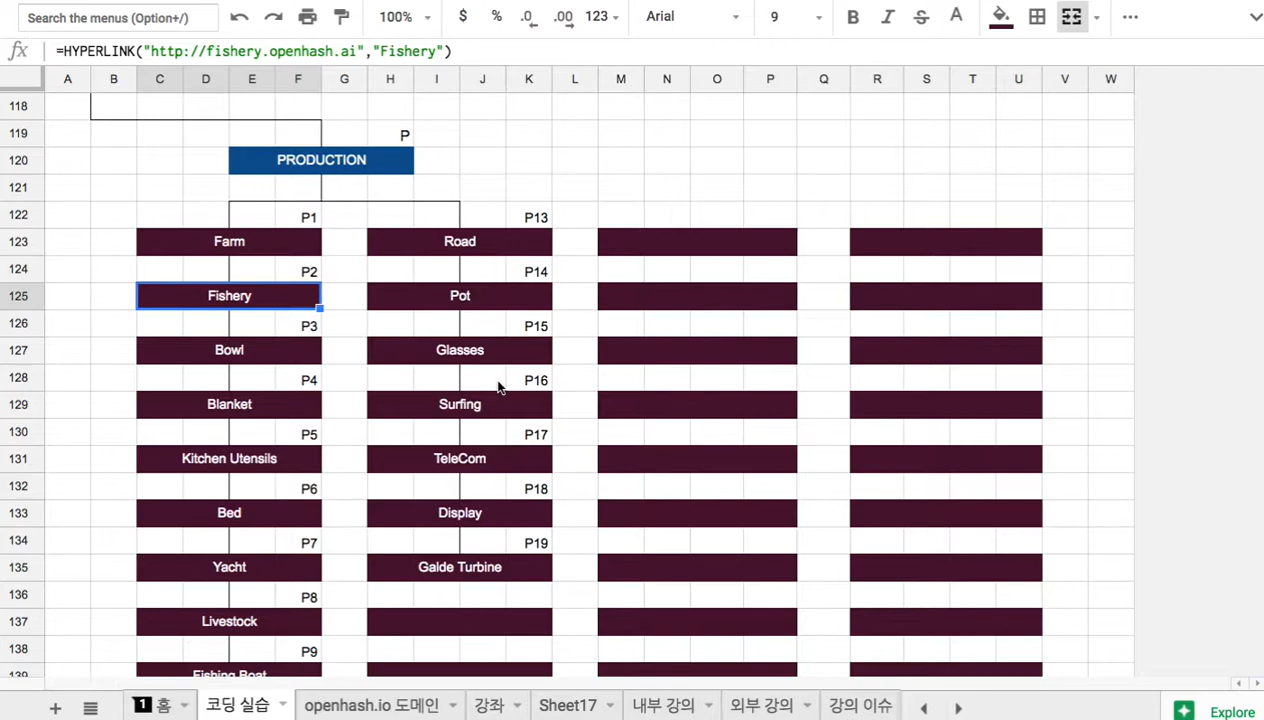 Search the menus (Option+/) 100% $ % .0 .00 123 Arial 9 B I S A
fx =HYPERLINK("http://fishery.openhash.ai","Fishery")
A B C D E F G H I J K L M N O P Q R S T U V W
118
119 P
120 PRODUCTION
121
122 P1 P13
123 Farm Road
124 P2 P14
125 Fishery Pot
126 P3 P15
127 Bowl Glasses
128 P4 P16
129 Blanket Surfing
130 P5 P17
131 Kitchen Utensils TeleCom
132 P6 P18
133 Bed Display
134 P7 P19
135 Yacht Galde Turbine
136 P8
137 Livestock
138 P9
139 Fishing Boat
1 홈 코딩 실습 openhash.io 도메인 강좌 Sheet17 내부 강의 외부 강의 강의 이슈 Explore